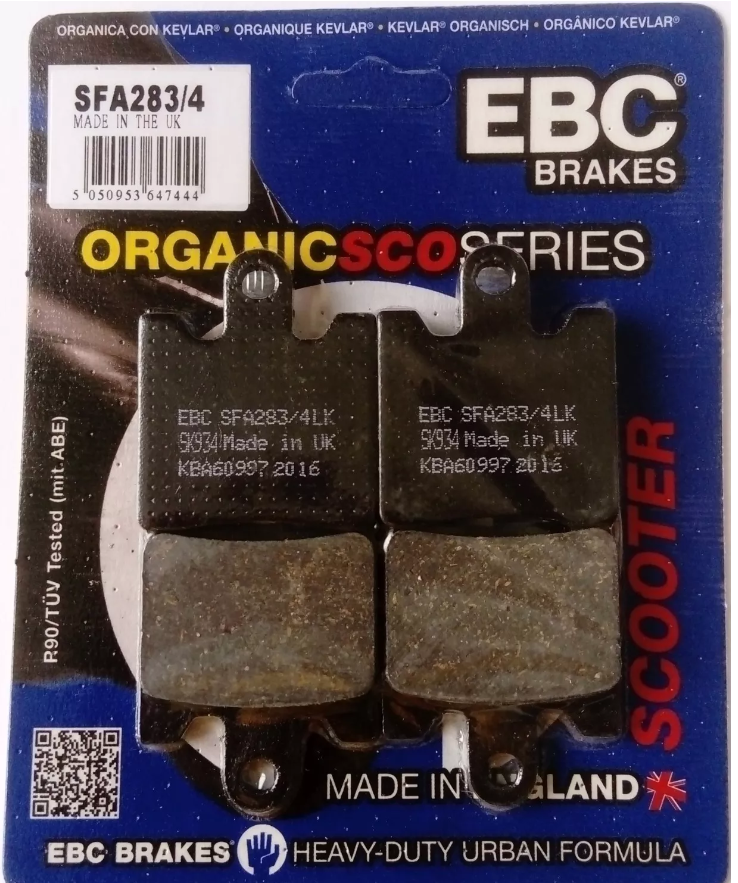 ORGANICA CON KEVLAR® • ORGANIQUE KEVLAR® • KEVLAR® ORGANISCH • ORGÂNICO KEVLAR®
SFA283/4
MADE IN THE UK
5 050953 647444
EBC®
BRAKES
ORGANICSCOSERIES
EBC SFA283/4LK
SK934 Made in UK
KBA60997 2016
EBC SFA283/4LK
SK934 Made in UK
KBA60997 2016
R90/TÜV Tested (mit ABE)
SCOOTER
MADE IN ENGLAND
EBC BRAKES® HEAVY-DUTY URBAN FORMULA